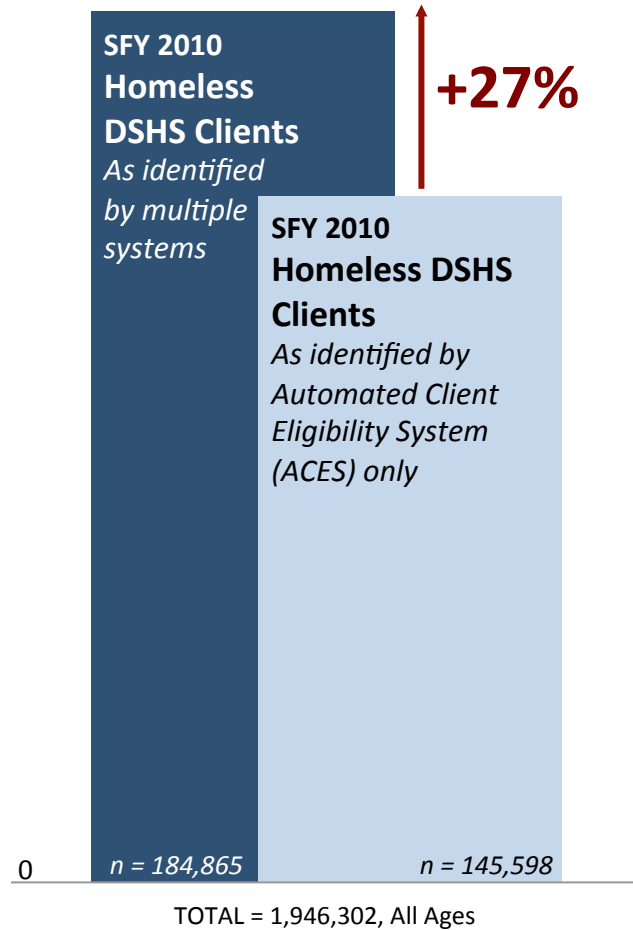 SFY 2010
Homeless
DSHS Clients
As identified
by multiple
systems
+27%
SFY 2010
Homeless DSHS
Clients
As identified by
Automated Client
Eligibility System
(ACES) only
0
n = 184,865
n = 145,598
TOTAL = 1,946,302, All Ages